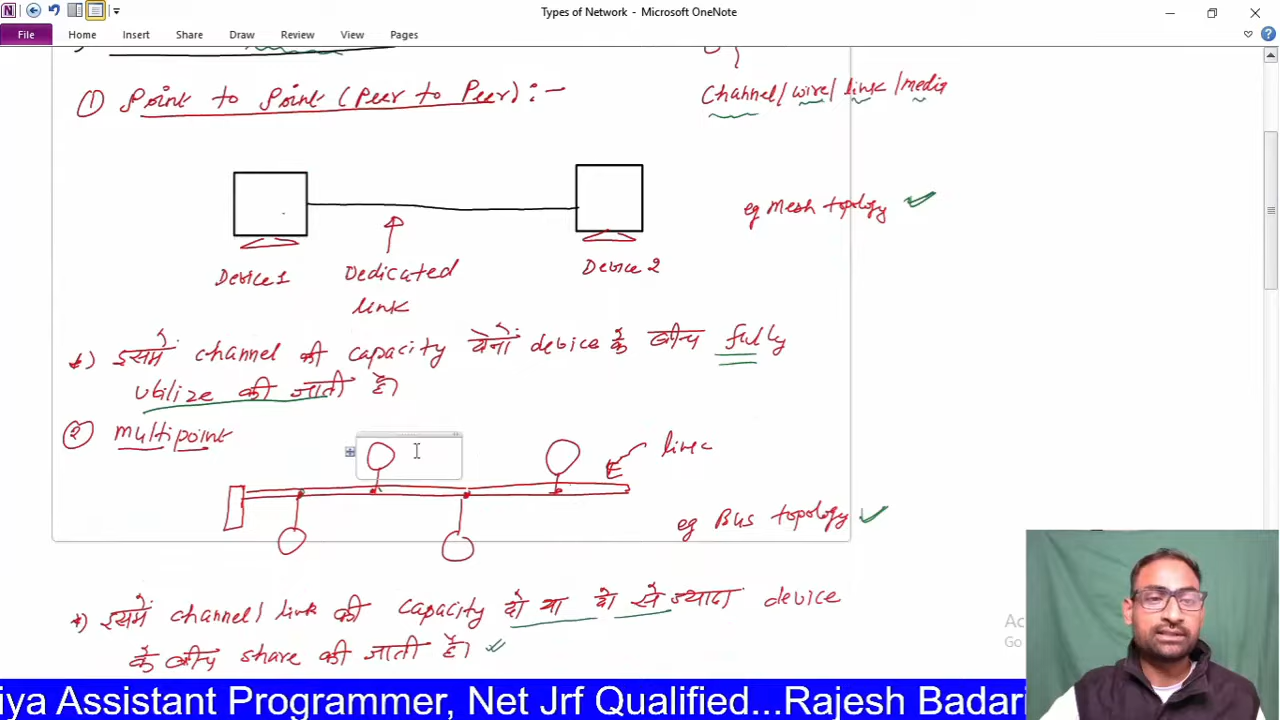 Types of Network - Microsoft OneNote
File Home Insert Share Draw Review View
① Point to Point (Peer to Peer) :-
Channel/ wire/ link /media
eg Mesh topology ✓
Device 1 Dedicated link Device 2
*) इसमें channel की capacity दोनों device के बीच fully
utilize की जाती है।
② multipoint
link
eg Bus topology ✓
*) इसमें channel/ link की capacity दो या दो से ज्यादा device
के बीच share की जाती है। ✓
Ac
Go
iya Assistant Programmer, Net Jrf Qualified...Rajesh Badari